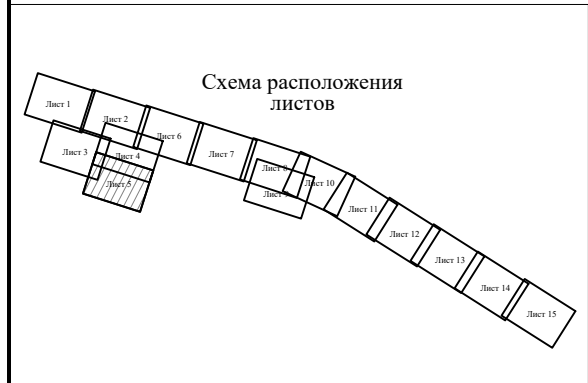 Схема расположения
листов
Лист 1
Лист 2
Лист 3
Лист 4
Лист 5
Лист 6
Лист 7
Лист 8
Лист
Лист 10
Лист 11
Лист 12
Лист 13
Лист 14
Лист 15